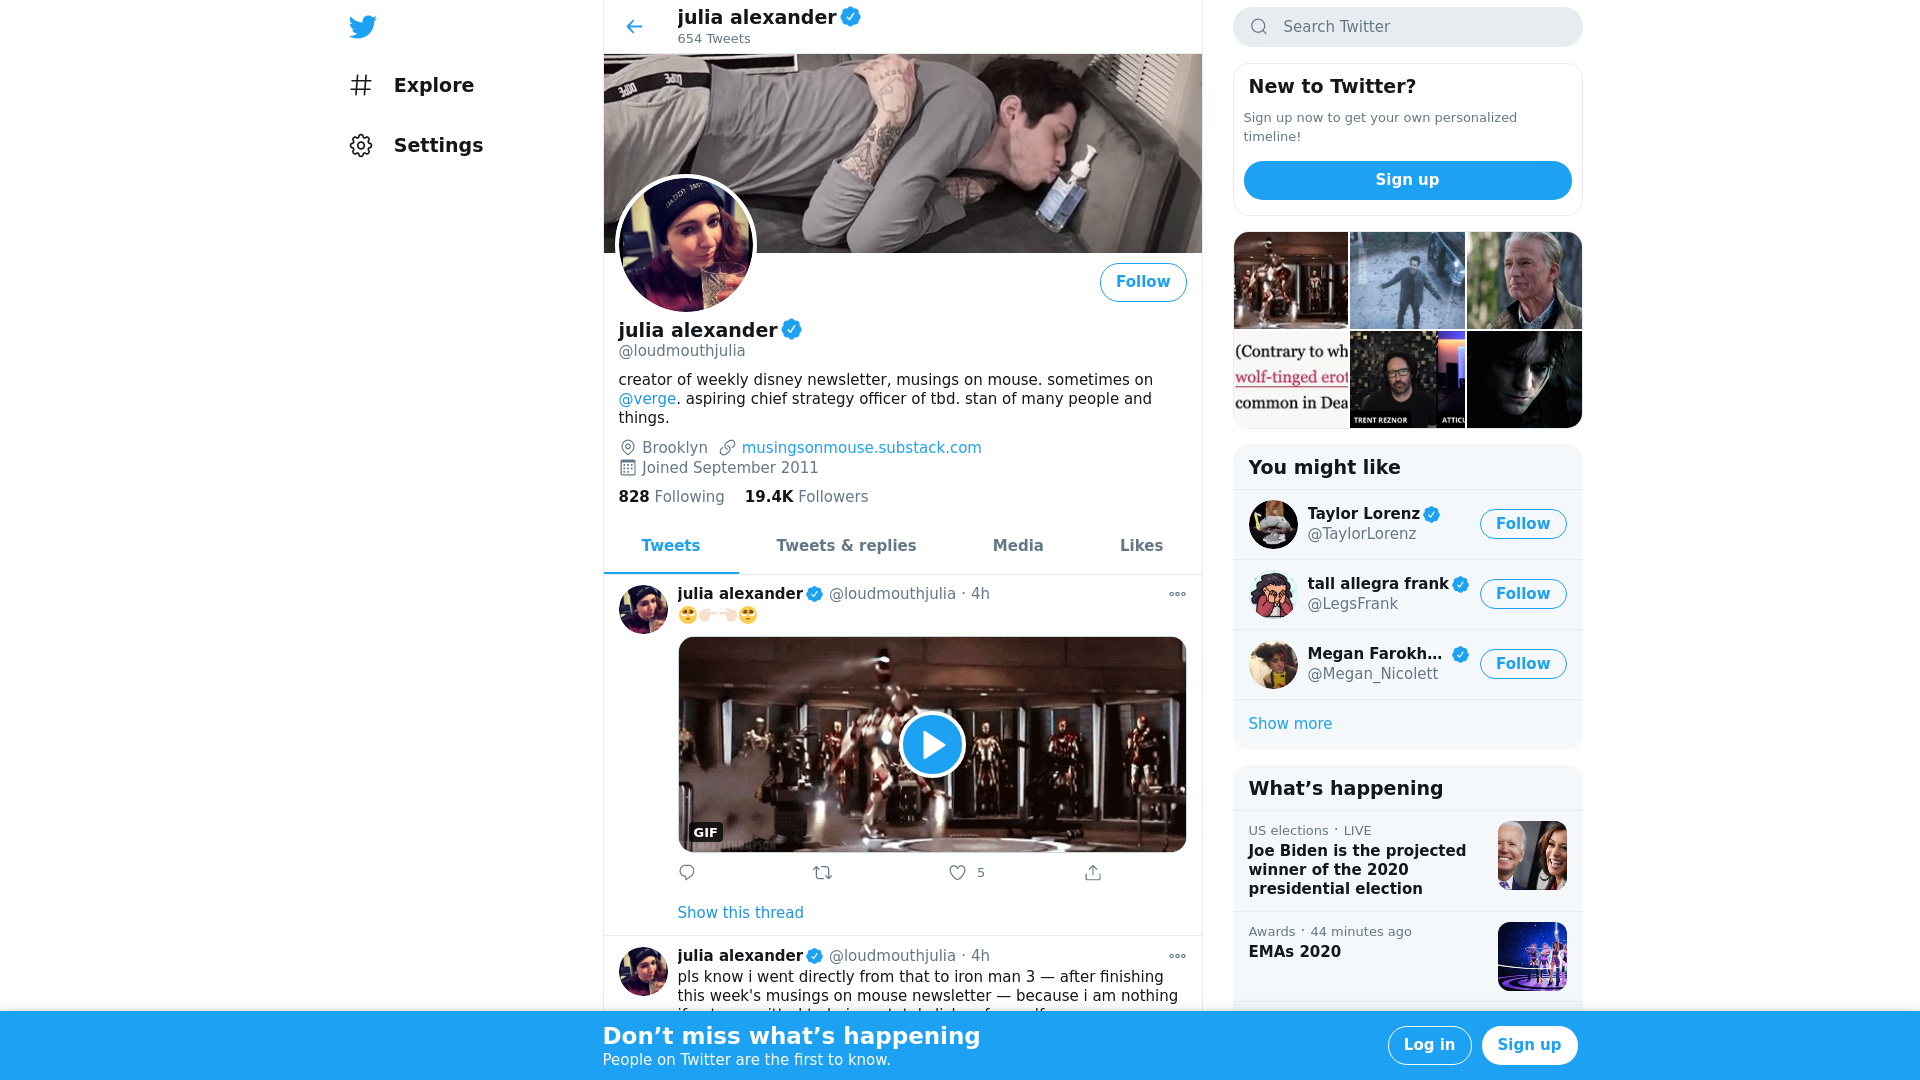 Explore
Settings
julia alexander
654 Tweets
DOPE
DOPE
Follow
julia alexander
@loudmouthjulia
creator of weekly disney newsletter, musings on mouse. sometimes on
@verge. aspiring chief strategy officer of tbd. stan of many people and
things.
Brooklyn musingsonmouse.substack.com
Joined September 2011
828 Following 19.4K Followers
Tweets Tweets & replies Media Likes
julia alexander @loudmouthjulia · 4h
🥺👉🏻👈🏻🥺
GIF
5
Show this thread
julia alexander @loudmouthjulia · 4h
pls know i went directly from that to iron man 3 — after finishing
this week's musings on mouse newsletter — because i am nothing
Search Twitter
New to Twitter?
Sign up now to get your own personalized
timeline!
Sign up
(Contrary to wh
wolf-tinged erot
common in Dea
TRENT REZNOR
ATTICU
You might like
Taylor Lorenz
@TaylorLorenz
Follow
tall allegra frank
@LegsFrank
Follow
Megan Farokh…
@Megan_Nicolett
Follow
Show more
What’s happening
US elections · LIVE
Joe Biden is the projected
winner of the 2020
presidential election
Awards · 44 minutes ago
EMAs 2020
Don’t miss what’s happening
People on Twitter are the first to know.
Log in
Sign up